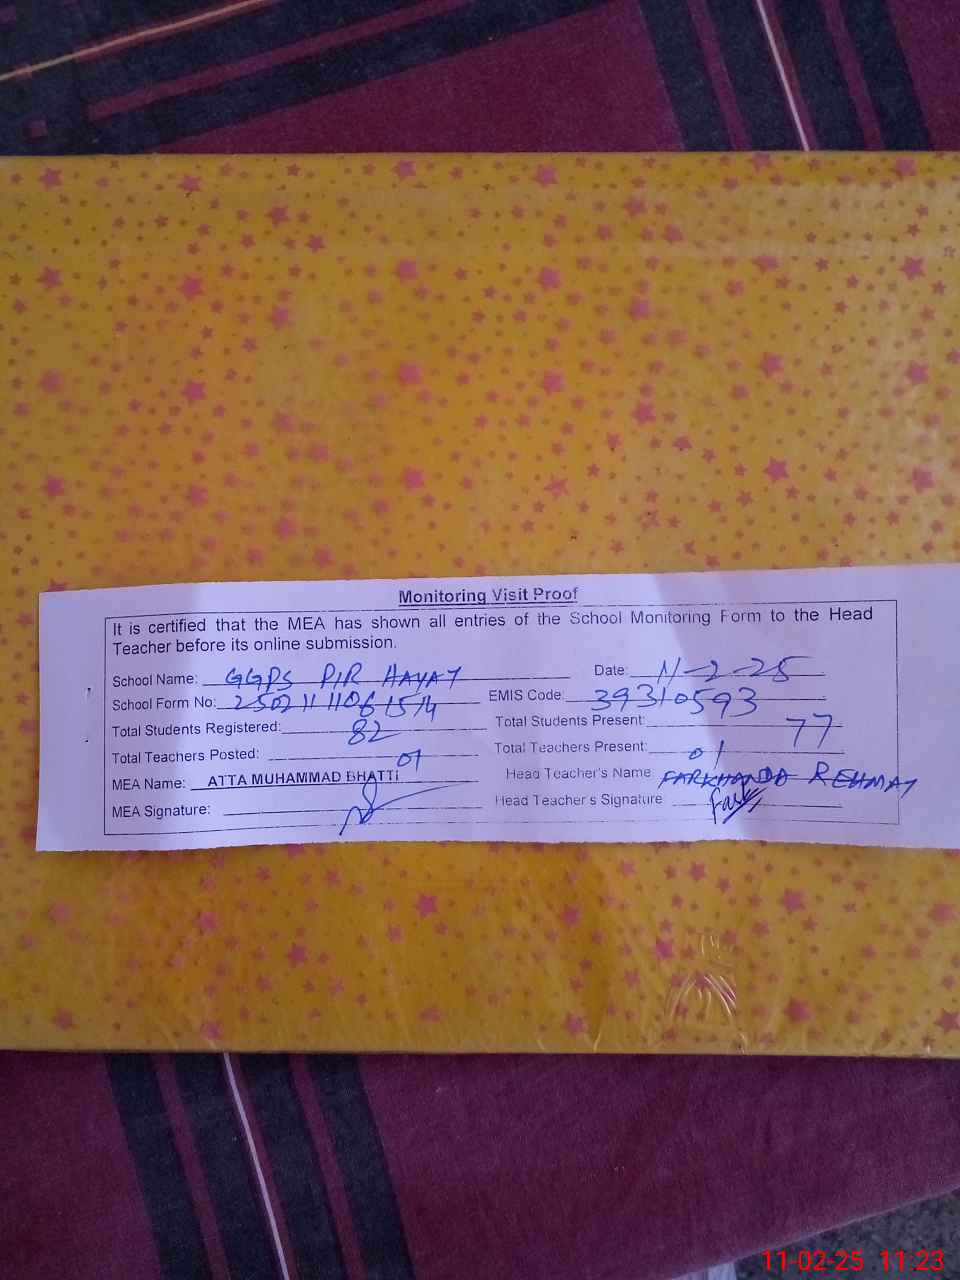 Monitoring Visit Proof
It is certified that the MEA has shown all entries of the School Monitoring Form to the Head
Teacher before its online submission.
School Name: GGPS PIR HAYAT Date: 11-2-25
School Form No: 25021111061514 EMIS Code: 39310593
Total Students Registered: 82 Total Students Present: 77
Total Teachers Posted: 01 Total Teachers Present: 01
MEA Name: ATTA MUHAMMAD BHATTI Head Teacher's Name FARKHANDA REHMAT
MEA Signature: Head Teacher's Signature
11-02-25 11:23